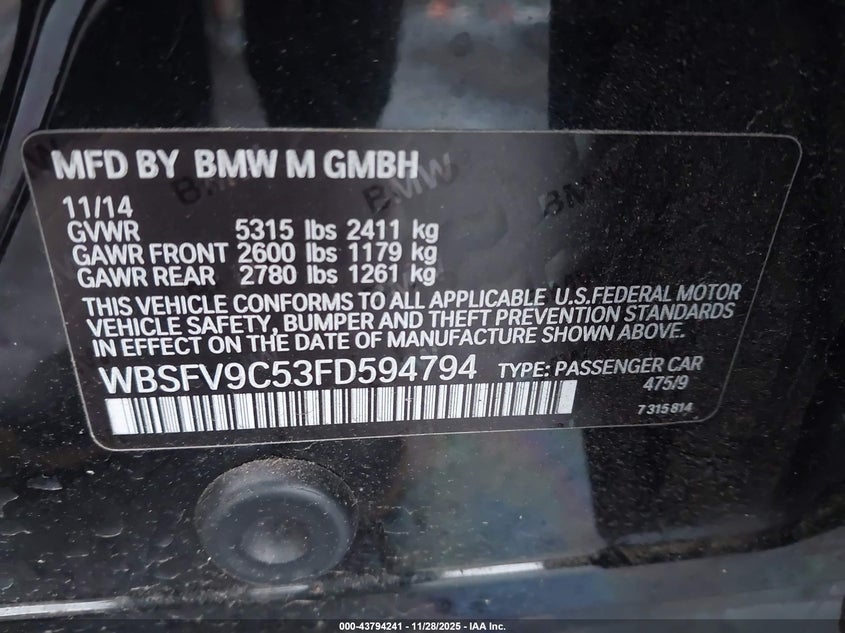 MFD BY BMW M GMBH
11/14
GVWR 5315 lbs 2411 kg
GAWR FRONT 2600 lbs 1179 kg
GAWR REAR 2780 lbs 1261 kg
THIS VEHICLE CONFORMS TO ALL APPLICABLE U.S.FEDERAL MOTOR
VEHICLE SAFETY, BUMPER AND THEFT PREVENTION STANDARDS
IN EFFECT ON THE DATE OF MANUFACTURE SHOWN ABOVE.
WBSFV9C53FD594794 TYPE: PASSENGER CAR
475/9
7 315 814
000-43794241 | 11/28/2025 - IAA Inc.